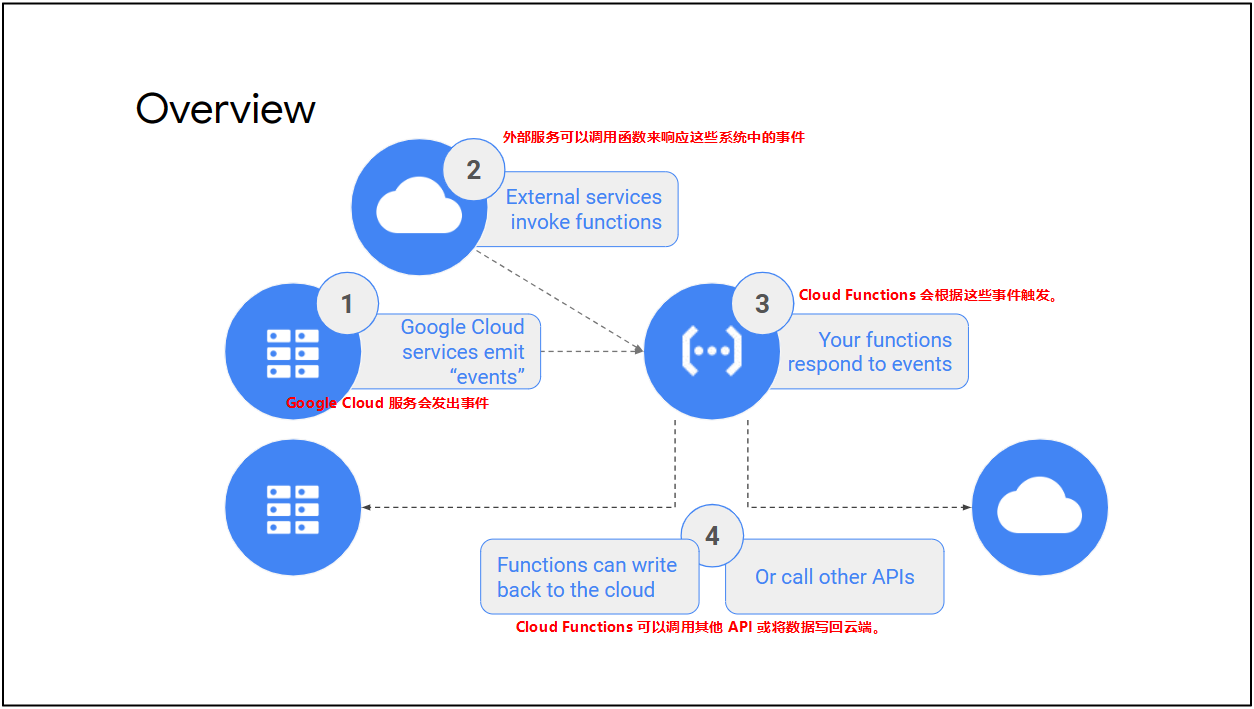 Overview
外部服务可以调用函数来响应这些系统中的事件
2
External services
invoke functions
1
Google Cloud
services emit
“events”
Google Cloud 服务会发出事件
3
Cloud Functions 会根据这些事件触发。
Your functions
respond to events
4
Functions can write
back to the cloud
Or call other APIs
Cloud Functions 可以调用其他 API 或将数据写回云端。